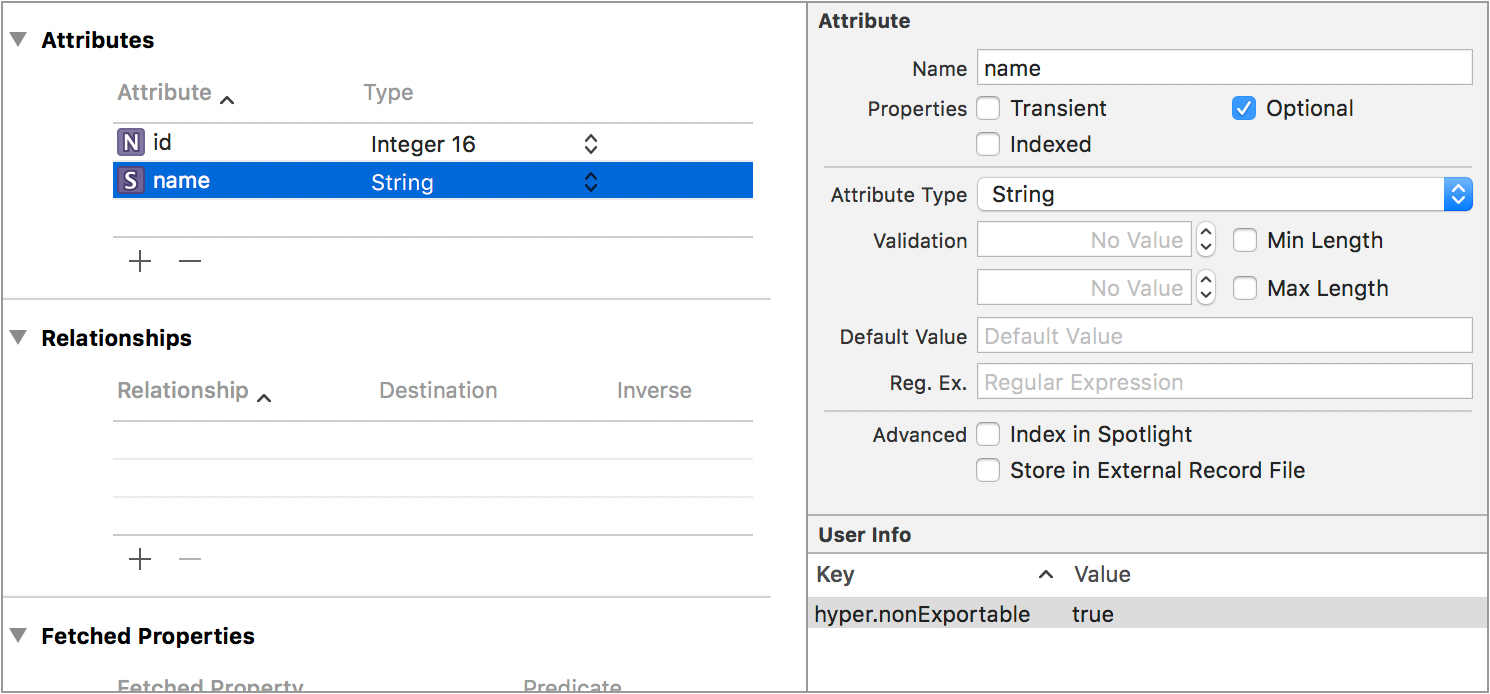 Attributes
Attribute Type
N id Integer 16
S name String
Relationships
Relationship Destination Inverse
Fetched Properties
Fetched Property Predicate
Attribute
Name name
Properties Transient Optional
Indexed
Attribute Type String
Validation No Value Min Length
No Value Max Length
Default Value Default Value
Reg. Ex. Regular Expression
Advanced Index in Spotlight
Store in External Record File
User Info
Key Value
hyper.nonExportable true